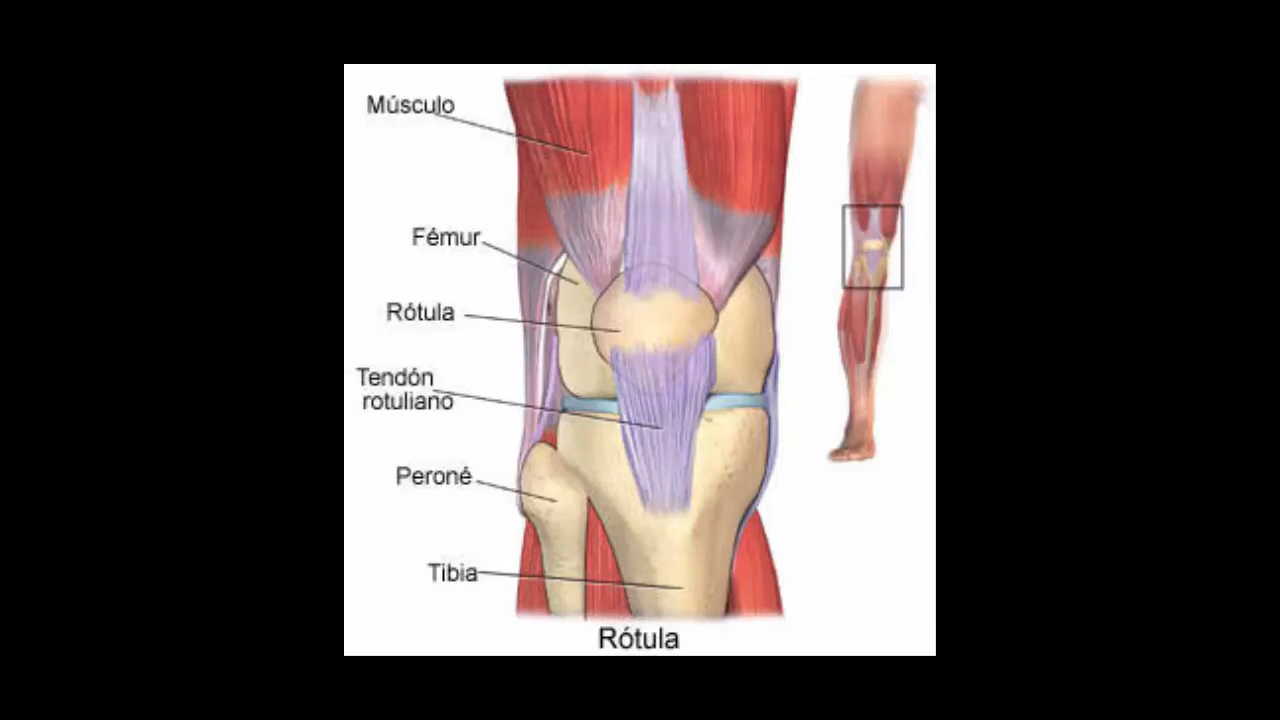 Músculo
Fémur
Rótula
Tendón
rotuliano
Peroné
Tibia
Rótula